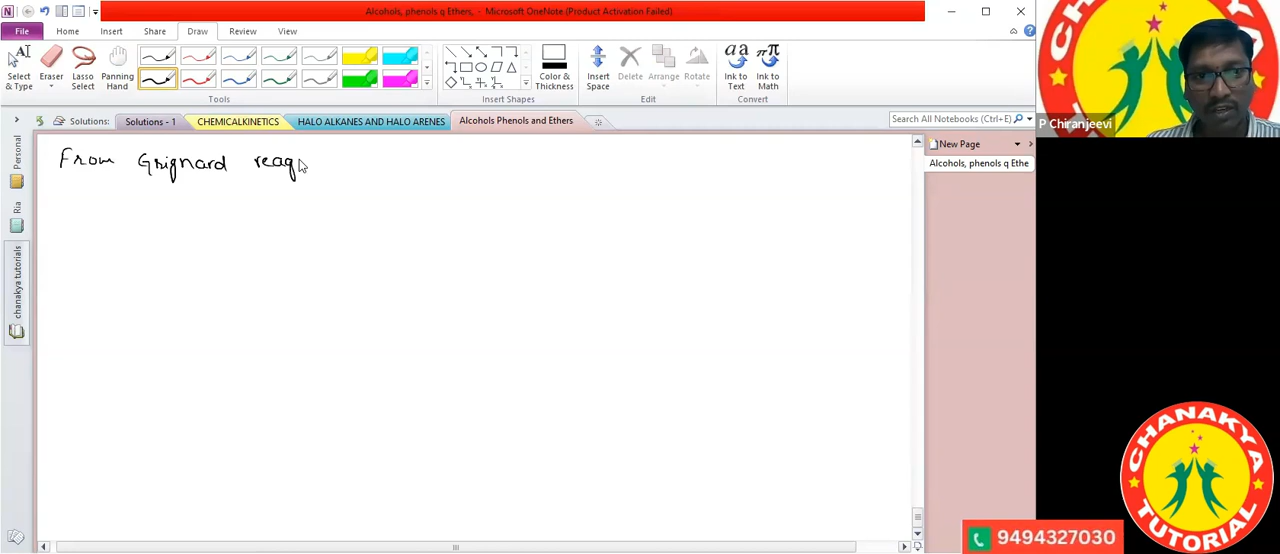 Alcohols, phenols q Ethers, - Microsoft OneNote (Product Activation Failed)
File Home Insert Share Draw Review View
Select & Type
Eraser
Lasso Select
Panning Hand
Color & Thickness
Insert Space
Delete
Arrange
Rotate
Ink to Text
Ink to Math
Tools
Insert Shapes
Edit
Convert
Solutions: Solutions - 1 CHEMICALKINETICS HALO ALKANES AND HALO ARENES Alcohols Phenols and Ethers
Search All Notebooks (Ctrl+E)
New Page
Alcohols, phenols q Ethe
Personal
Ria
chanakya tutorials
From Grignard reag
P Chiranjeevi
CHANAKYA
TUTORIAL
9494327030